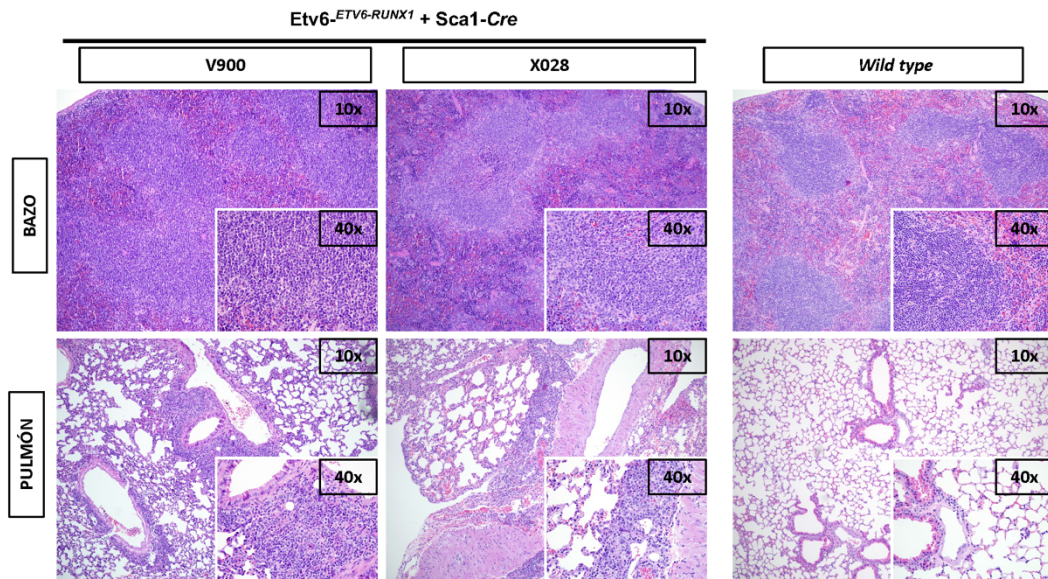 Etv6-ETV6-RUNX1 + Sca1-Cre
V900
X028
Wild type
BAZO
10x
40x
10x
40x
10x
40x
PULMÓN
10x
40x
10x
40x
10x
40x